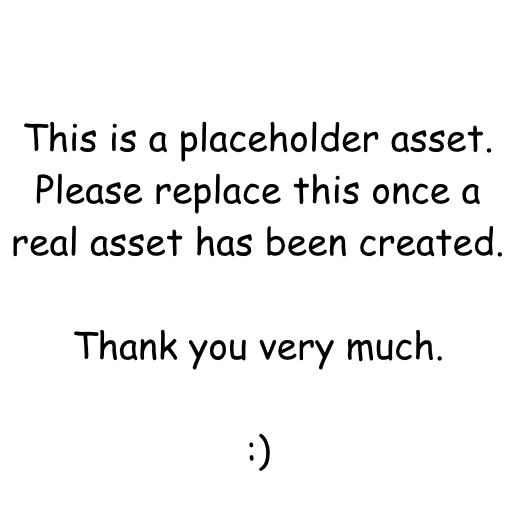 This is a placeholder asset.
Please replace this once a
real asset has been created.
Thank you very much.
:)